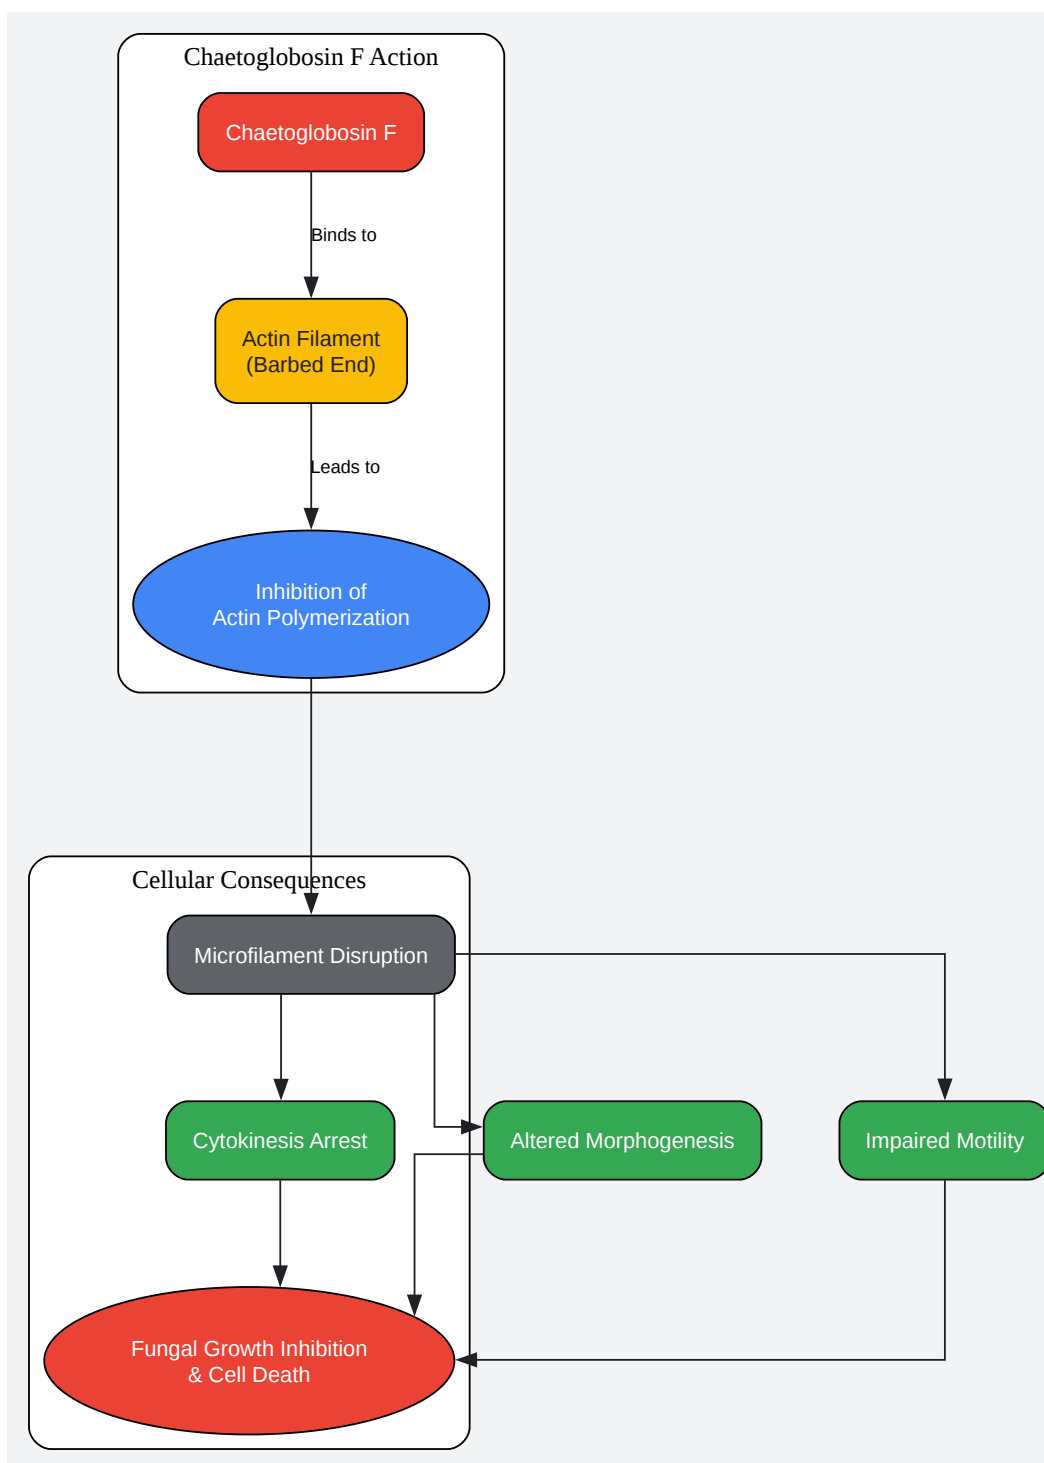 Chaetoglobosin F Action
Chaetoglobosin F
Binds to
Actin Filament
(Barbed End)
Leads to
Inhibition of
Actin Polymerization
Cellular Consequences
Microfilament Disruption
Cytokinesis Arrest
Altered Morphogenesis
Impaired Motility
Fungal Growth Inhibition
& Cell Death